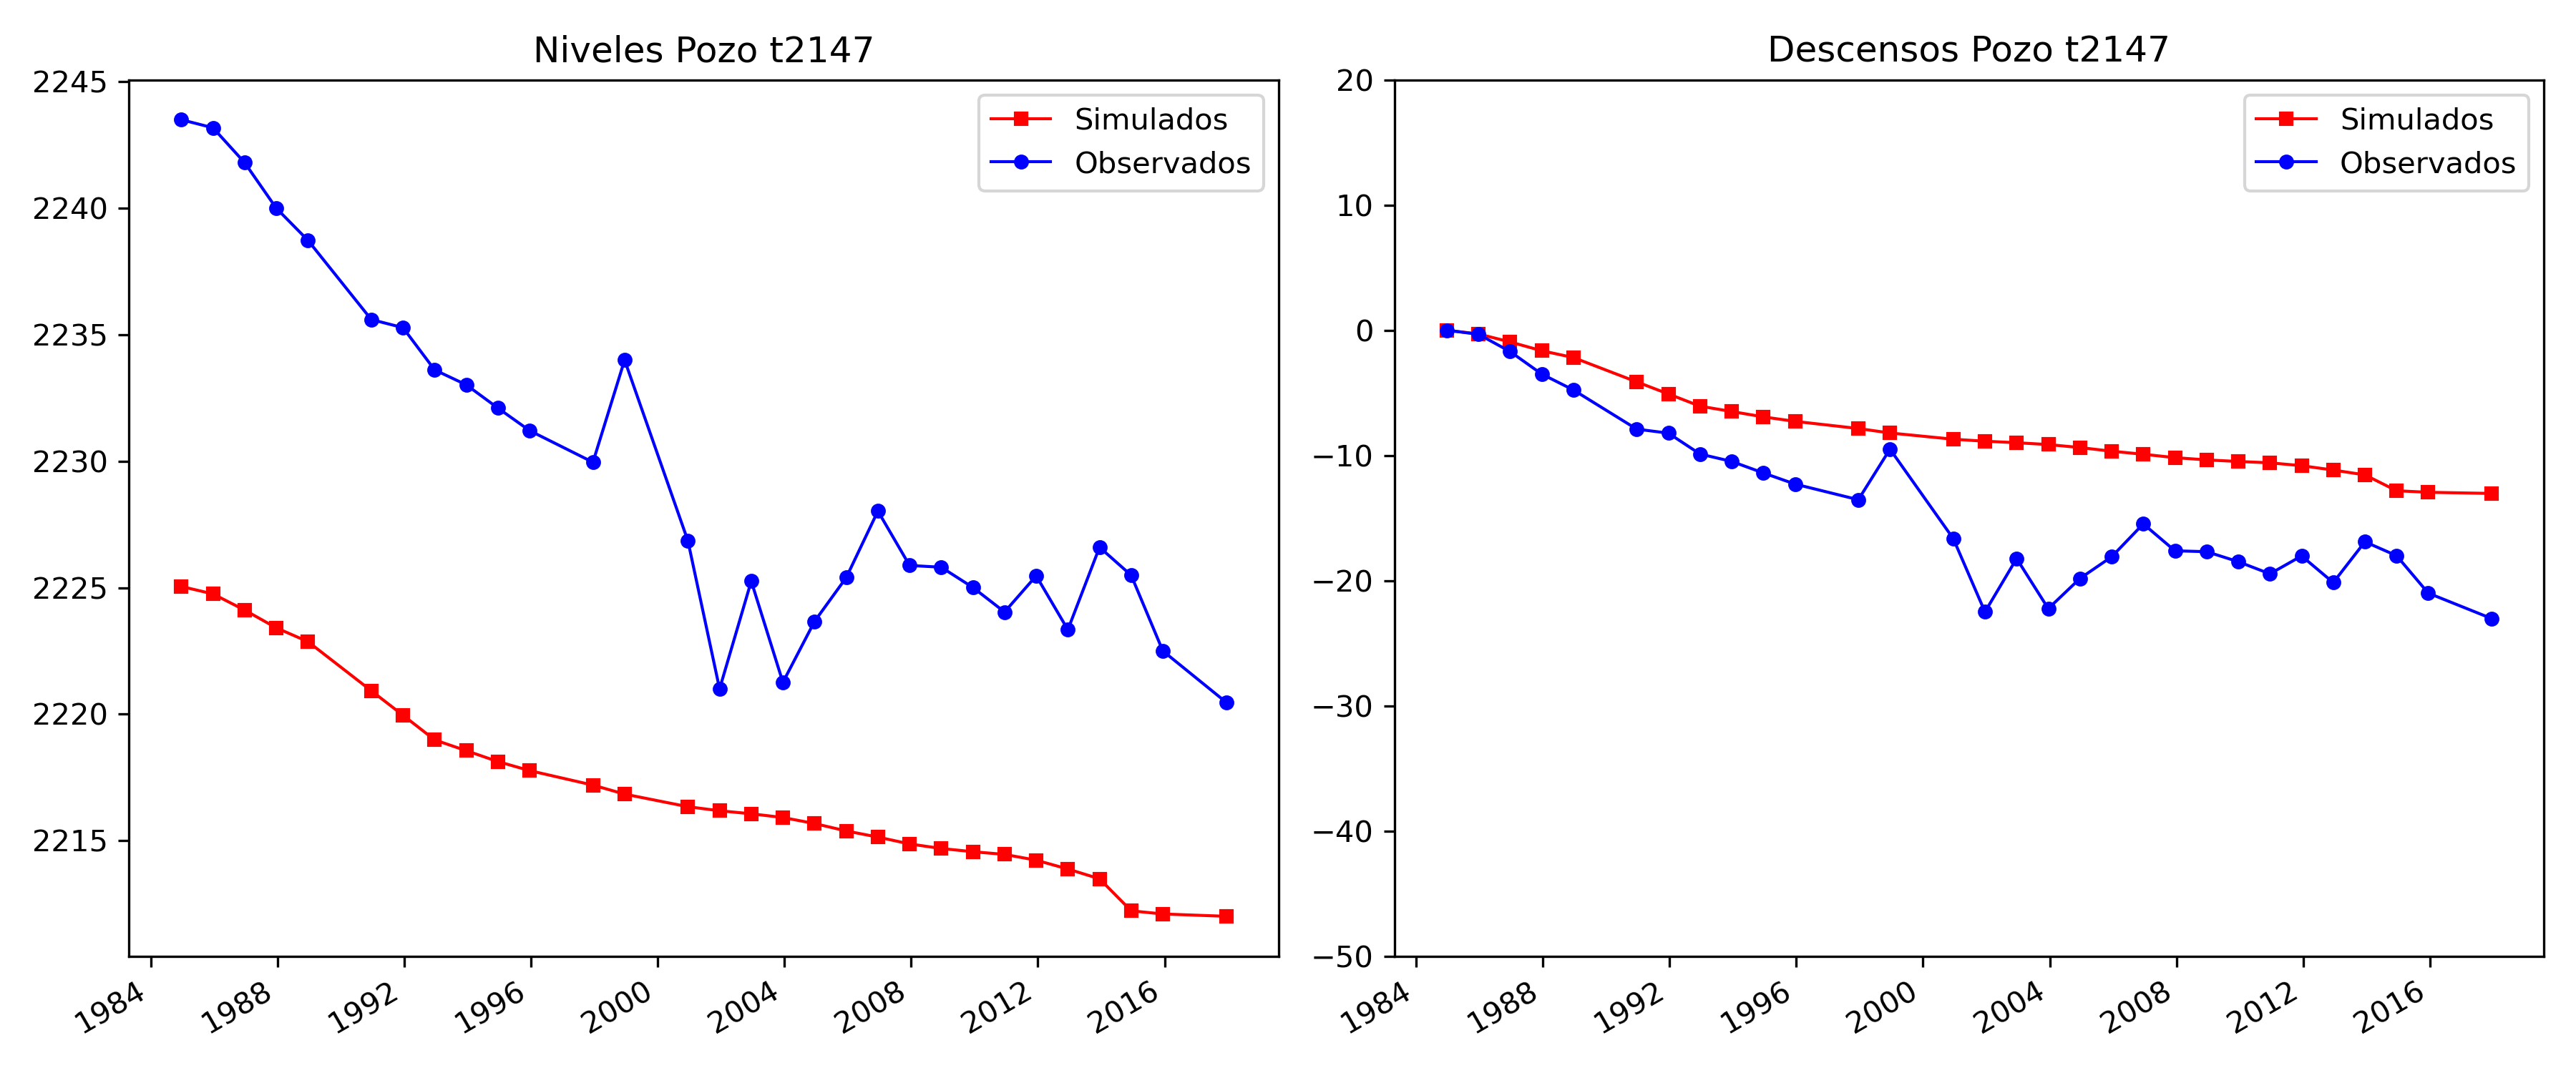 Niveles Pozo t2147
2245
2240
2235
2230
2225
2220
2215
1984 1988 1992 1996 2000 2004 2008 2012 2016
Simulados
Observados
Descensos Pozo t2147
20
10
0
−10
−20
−30
−40
−50
1984 1988 1992 1996 2000 2004 2008 2012 2016
Simulados
Observados